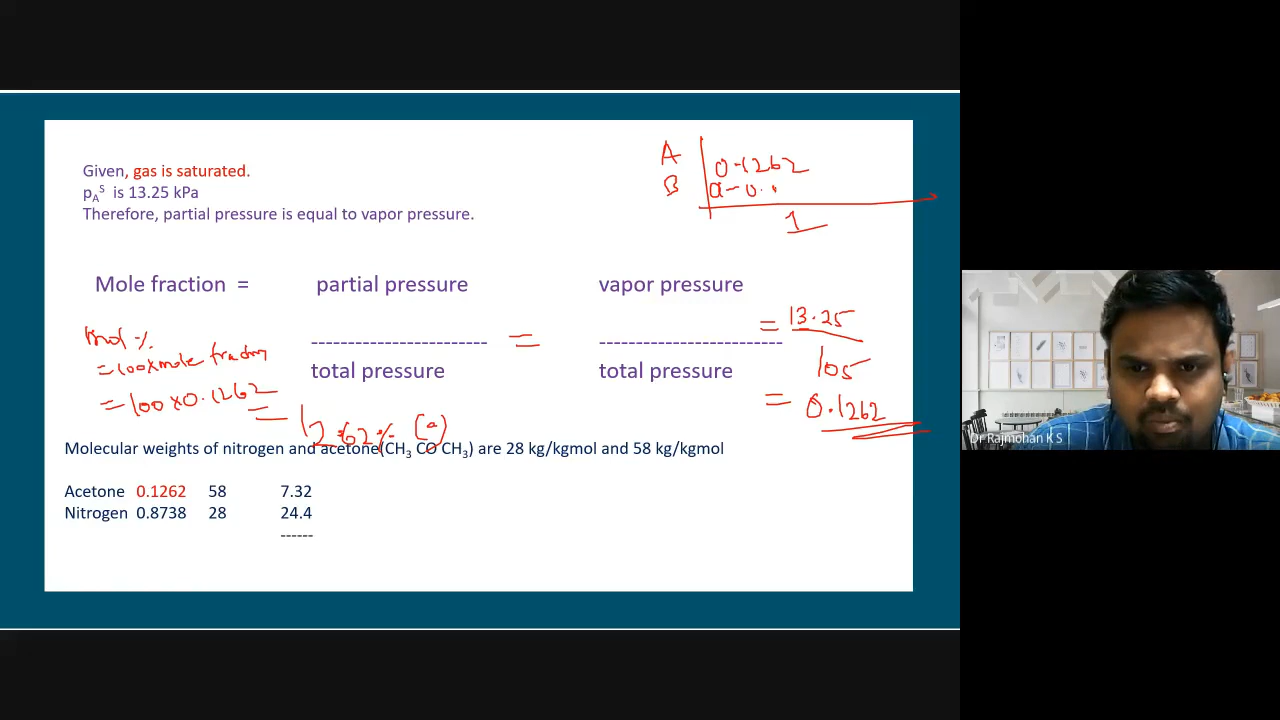 Given, gas is saturated.
pAˢ is 13.25 kPa
Therefore, partial pressure is equal to vapor pressure.
A 0.1262
B a-0.
1
Mole fraction = partial pressure vapor pressure
----------------------- = ------------------------ = 13.25
total pressure total pressure 105
= 0.1262
mol %
= 100x mole fraction
= 100x0.1262
= 12.62% (a)
Molecular weights of nitrogen and acetone(CH₃ CO CH₃) are 28 kg/kgmol and 58 kg/kgmol
Acetone 0.1262 58 7.32
Nitrogen 0.8738 28 24.4
------
Dr Rajmohan K S